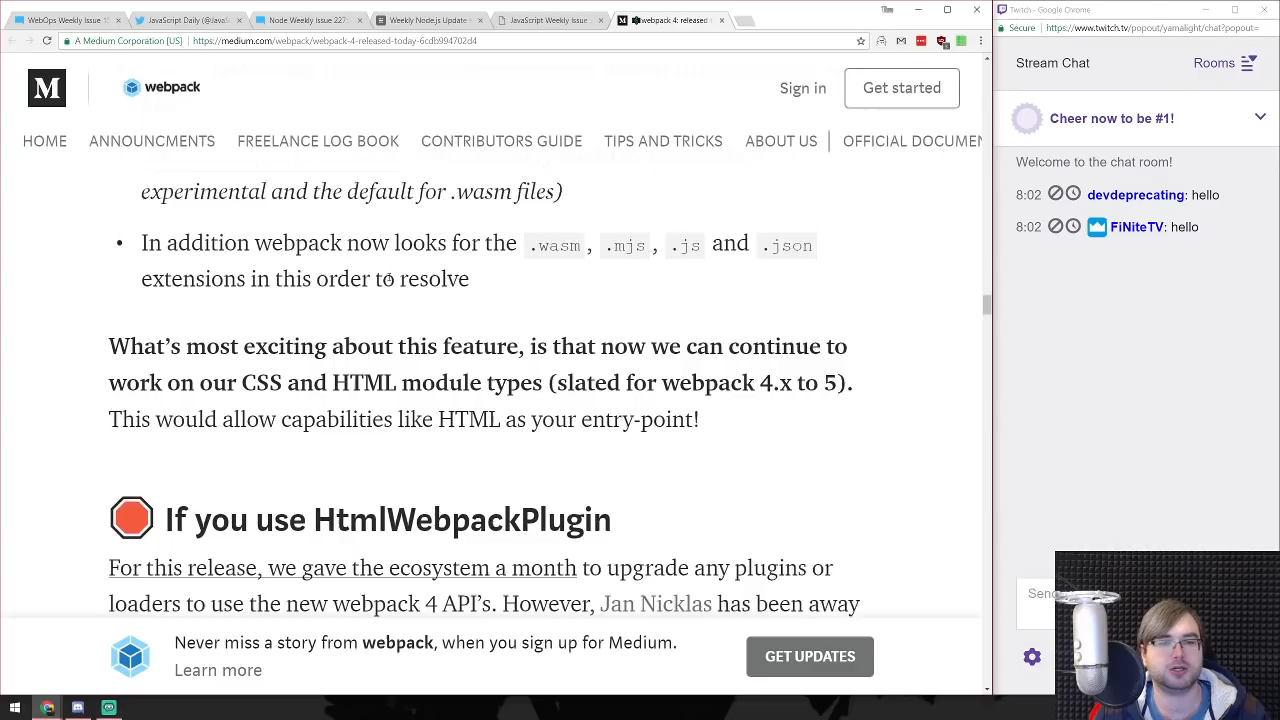 WebOps Weekly Issue 15
JavaScript Daily (@JavaS
Node Weekly Issue 227:
Weekly Node.js Update
JavaScript Weekly Issue
webpack 4: released t
A Medium Corporation [US]
https://medium.com/webpack/webpack-4-released-today-6cdb994702d4
M
webpack
Sign in
Get started
HOME
ANNOUNCMENTS
FREELANCE LOG BOOK
CONTRIBUTORS GUIDE
TIPS AND TRICKS
ABOUT US
OFFICIAL DOCUMEN
experimental and the default for .wasm files)
• In addition webpack now looks for the .wasm, .mjs, .js and .json
extensions in this order to resolve
What’s most exciting about this feature, is that now we can continue to
work on our CSS and HTML module types (slated for webpack 4.x to 5).
This would allow capabilities like HTML as your entry-point!
If you use HtmlWebpackPlugin
For this release, we gave the ecosystem a month to upgrade any plugins or
loaders to use the new webpack 4 API’s. However, Jan Nicklas has been away
Never miss a story from webpack, when you sign up for Medium.
Learn more
GET UPDATES
Twitch - Google Chrome
Secure
https://www.twitch.tv/popout/yamalight/chat?popout=
Stream Chat
Rooms
Cheer now to be #1!
Welcome to the chat room!
8:02 devdeprecating: hello
8:02 FiNiteTV: hello
Send